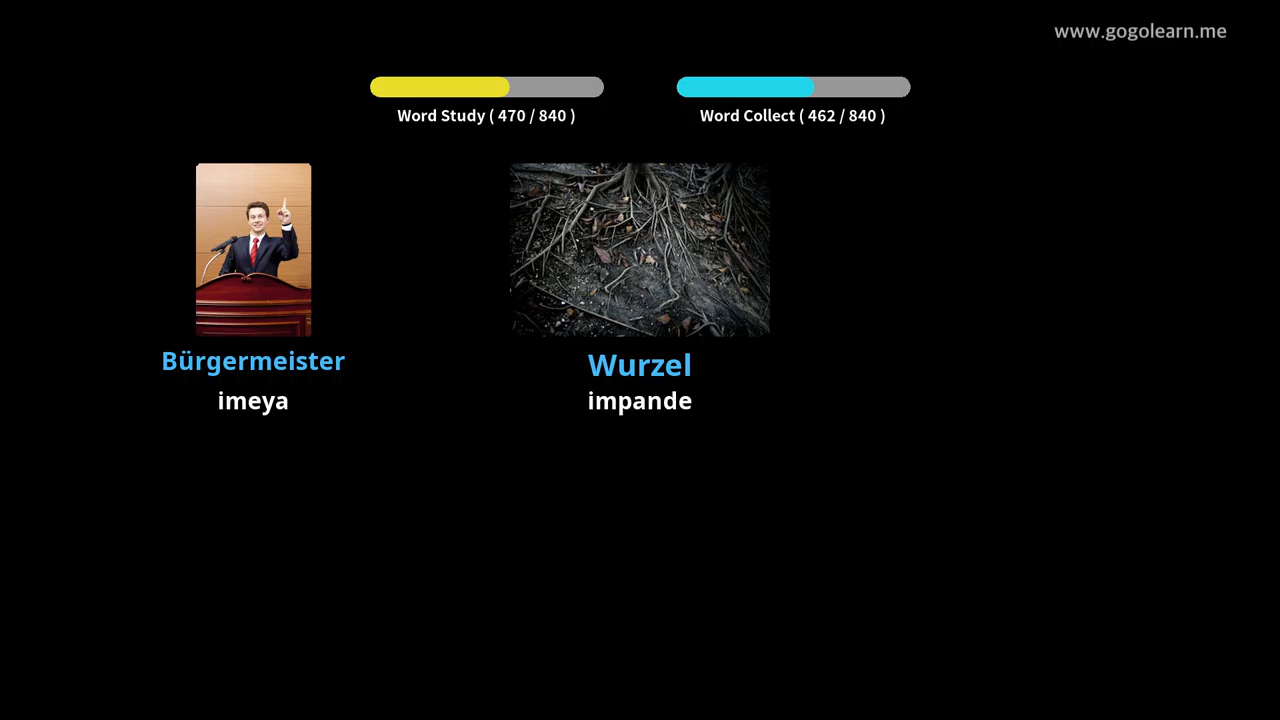 www.gogolearn.me
Word Study ( 470 / 840 )
Word Collect ( 462 / 840 )
Bürgermeister
imeya
Wurzel
impande